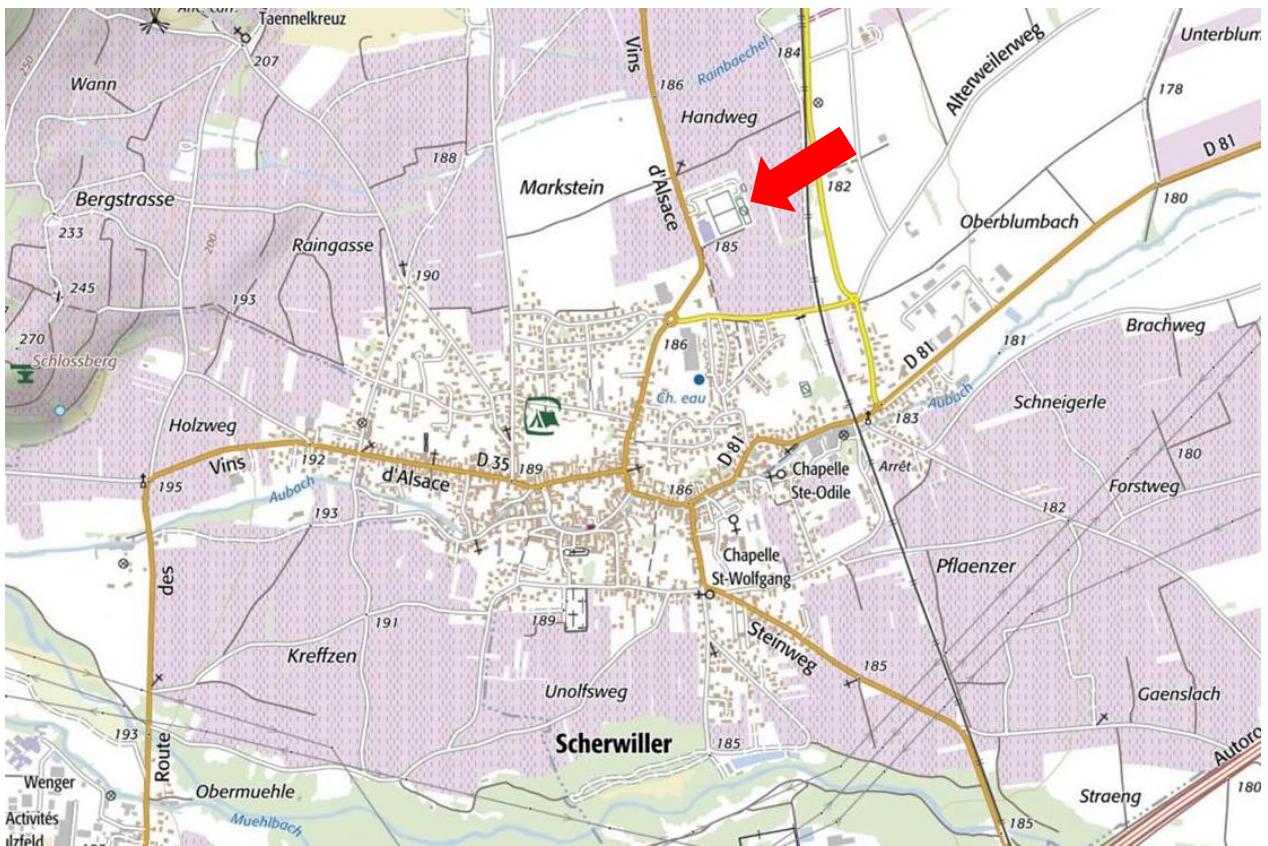 Taennelkreuz
207
250
Wann
Vins
Rainbaechel
184
186
Handweg
Alterweilerweg
Unterblum
178
D 81
188
Markstein
d'Alsace
182
180
Bergstrasse
233
200
Raingasse
185
Oberblumbach
245
193
190
270
Schlossberg
186
Ch. eau
D 81
181
Brachweg
Aubach
183
Schneigerle
Holzweg
Vins
192
d'Alsace
D 35
189
D 81
180
195
Aubach
193
186
Chapelle
Ste-Odile
Arrêt
Forstweg
182
des
Chapelle
St-Wolfgang
Pflaenzer
191
189
Kreffzen
Steinweg
185
Unolfsweg
Gaenslach
193
Route
Scherwiller
185
Wenger
Obermuehle
Muehlbach
Activités
Straeng
Autoro
180
185